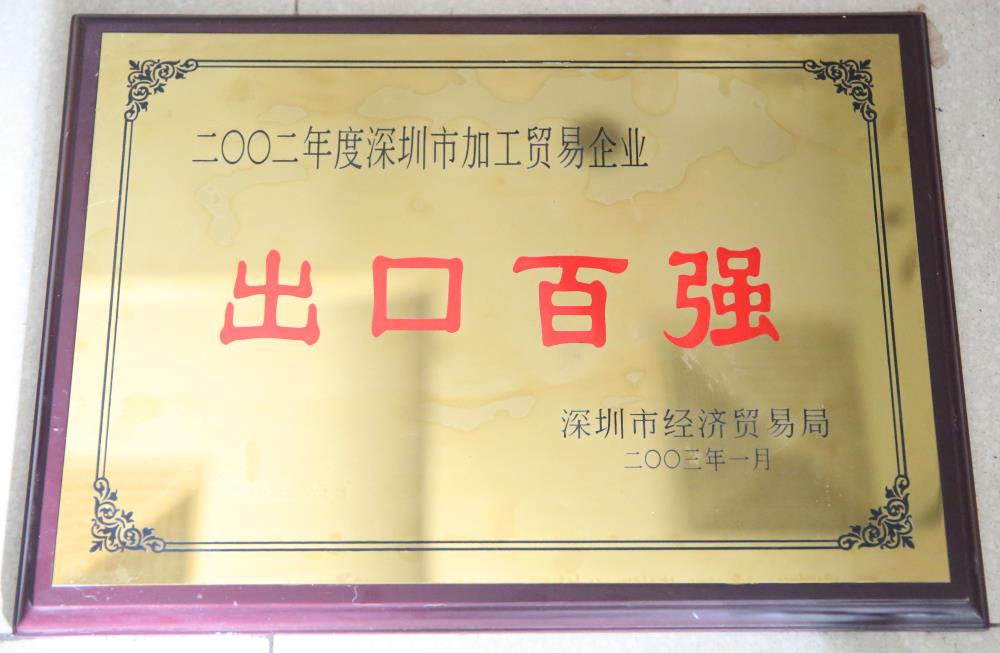 二〇〇二年度深圳市加工贸易企业
出口百强
深圳市经济贸易局
二〇〇三年一月